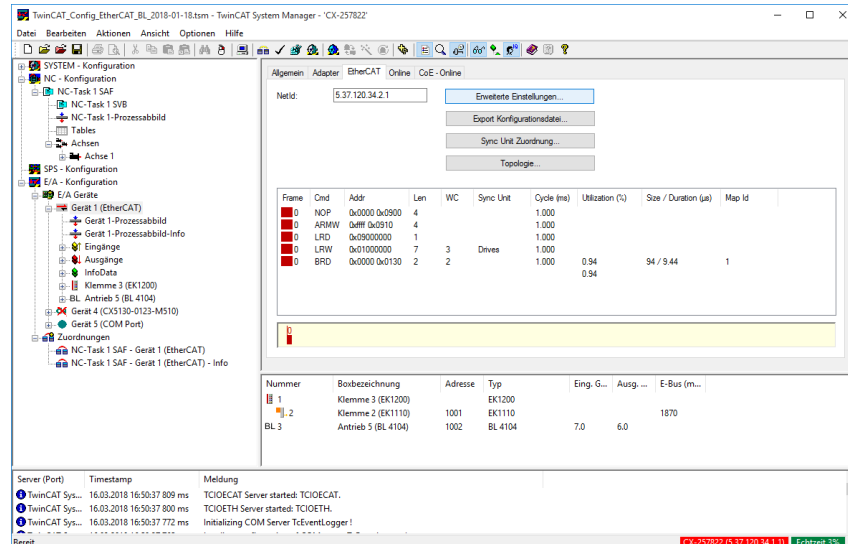 TwinCAT_Config_EtherCAT_BL_2018-01-18.tsm - TwinCAT System Manager - 'CX-257822'
Datei Bearbeiten Aktionen Ansicht Optionen Hilfe
SYSTEM - Konfiguration
NC - Konfiguration
NC-Task 1 SAF
NC-Task 1 SVB
NC-Task 1-Prozessabbild
Tables
Achsen
Achse 1
SPS - Konfiguration
E/A - Konfiguration
E/A Geräte
Gerät 1 (EtherCAT)
Gerät 1-Prozessabbild
Gerät 1-Prozessabbild-Info
Eingänge
Ausgänge
InfoData
Klemme 3 (EK1200)
BL Antrieb 5 (BL 4104)
Gerät 4 (CX5130-0123-M510)
Gerät 5 (COM Port)
Zuordnungen
NC-Task 1 SAF - Gerät 1 (EtherCAT)
NC-Task 1 SAF - Gerät 1 (EtherCAT) - Info
Allgemein Adapter EtherCAT Online CoE - Online
NetId: 5.37.120.34.2.1 Erweiterte Einstellungen...
Export Konfigurationsdatei...
Sync Unit Zuordnung...
Topologie...
Frame Cmd Addr Len WC Sync Unit Cycle (ms) Utilization (%) Size / Duration (µs) Map Id
0 NOP 0x0000 0x0900 4 1.000
0 ARMW 0xffff 0x0910 4 1.000
0 LRD 0x09000000 1 1.000
0 LRW 0x01000000 7 3 Drives 1.000
0 BRD 0x0000 0x0130 2 2 1.000 0.94 94 / 9.44 1
0.94
0
Nummer Boxbezeichnung Adresse Typ Eing. G... Ausg. ... E-Bus (m...
1 Klemme 3 (EK1200) EK1200
2 Klemme 2 (EK1110) 1001 EK1110 1870
BL 3 Antrieb 5 (BL 4104) 1002 BL 4104 7.0 6.0
Server (Port) Timestamp Meldung
TwinCAT Sys... 16.03.2018 16:50:37 809 ms TCIOECAT Server started: TCIOECAT.
TwinCAT Sys... 16.03.2018 16:50:37 800 ms TCIOETH Server started: TCIOETH.
TwinCAT Sys... 16.03.2018 16:50:37 772 ms Initializing COM Server TcEventLogger !
Bereit CX-257822 (5.37.120.34.1.1) Echtzeit 3%